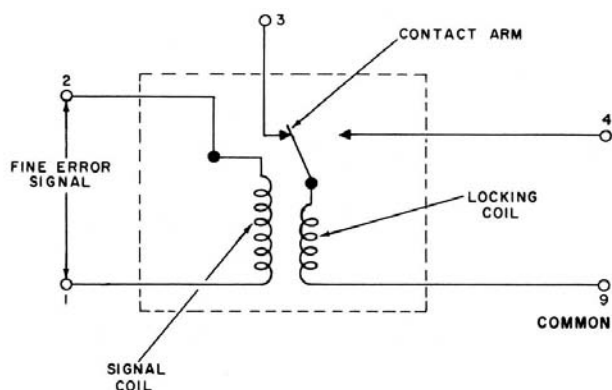 3
CONTACT ARM
2
4
FINE ERROR
SIGNAL
LOCKING
COIL
1
9
COMMON
SIGNAL
COIL